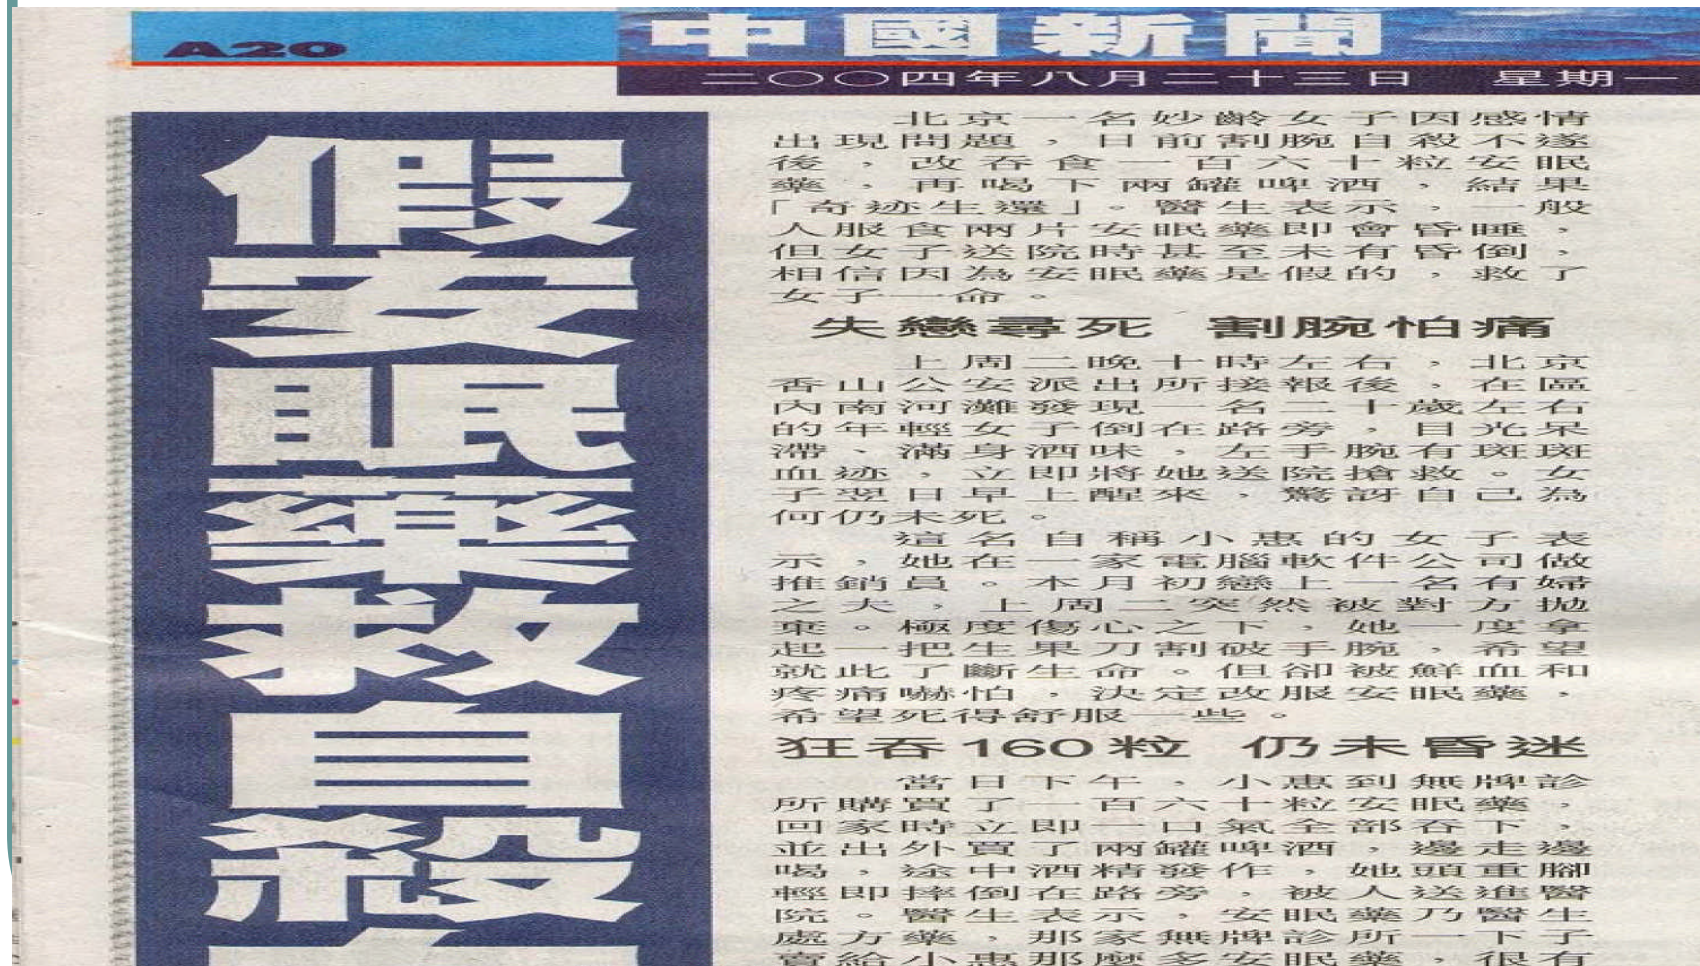 A20
中國新聞
二〇〇四年八月二十三日 星期一
假安眠藥救自殺
北京一名妙齡女子因感情
出現問題，日前割腕自殺不遂
後，改吞食一百六十粒安眠
藥，再喝下兩罐啤酒，結果
「奇迹生還」。醫生表示，一般
人服食兩片安眠藥即會昏睡，
但女子送院時甚至未有昏倒，
相信因為安眠藥是假的，救了
女子一命。
失戀尋死 割腕怕痛
上周二晚十時左右，北京
香山公安派出所接報後，在區
內南河灘發現一名二十歲左右
的年輕女子倒在路旁，目光呆
滯、滿身酒味，左手腕有斑斑
血迹，立即將她送院搶救。女
子翌日早上醒來，驚訝自己為
何仍未死。
這名自稱小惠的女子表
示，她在一家電腦軟件公司做
推銷員。本月初戀上一名有婦
之夫，上周二突然被對方拋
棄。極度傷心之下，她一度拿
起一把生果刀割破手腕，希望
就此了斷生命。但卻被鮮血和
疼痛嚇怕，決定改服安眠藥，
希望死得舒服一些。
狂吞160粒 仍未昏迷
當日下午，小惠到無牌診
所購買了一百六十粒安眠藥，
回家時立即一口氣全部吞下，
並出外買了兩罐啤酒，邊走邊
喝，途中酒精發作，她頭重腳
輕即摔倒在路旁，被人送進醫
院。醫生表示，安眠藥乃醫生
處方藥，那家無牌診所一下子
賣給小惠那麼多安眠藥，很有